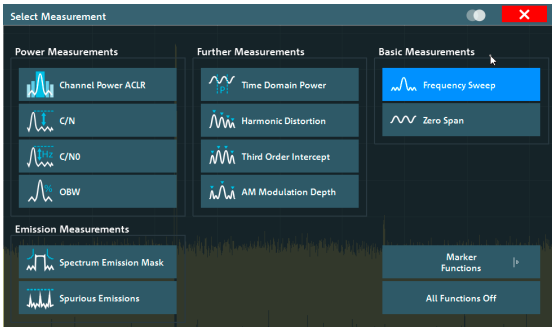 Select Measurement
Power Measurements
Channel Power ACLR
C/N
C/N0
OBW
Further Measurements
Time Domain Power
Harmonic Distortion
Third Order Intercept
AM Modulation Depth
Basic Measurements
Frequency Sweep
Zero Span
Emission Measurements
Spectrum Emission Mask
Spurious Emissions
Marker
Functions
All Functions Off
P
Hz
%